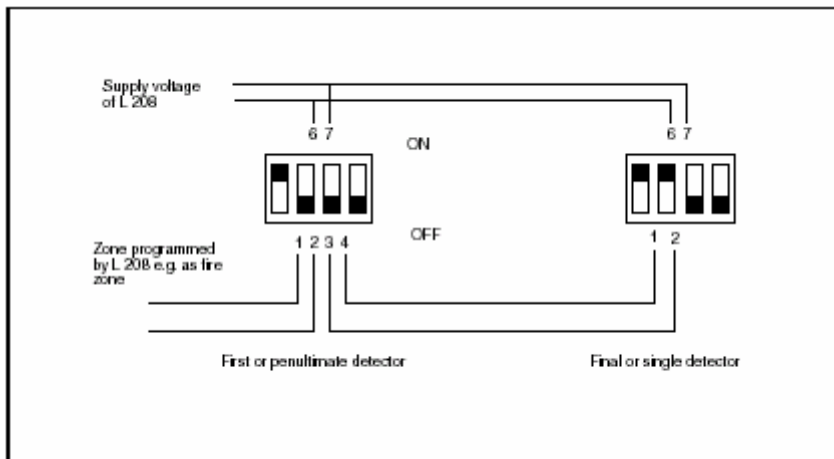 Supply voltage
of L 208
6 7
6 7
ON
OFF
Zone programmed
by L 208 e.g. as fire
zone
1 2 3 4
1 2
First or penultimate detector
Final or single detector